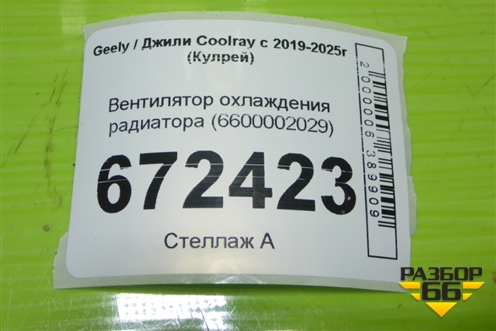 Geely / Джили Coolray с 2019-2025г
(Кулрей)
Вентилятор охлаждения
радиатора (6600002029)
672423
Стеллаж А
2000006389909
РАЗБОР
66